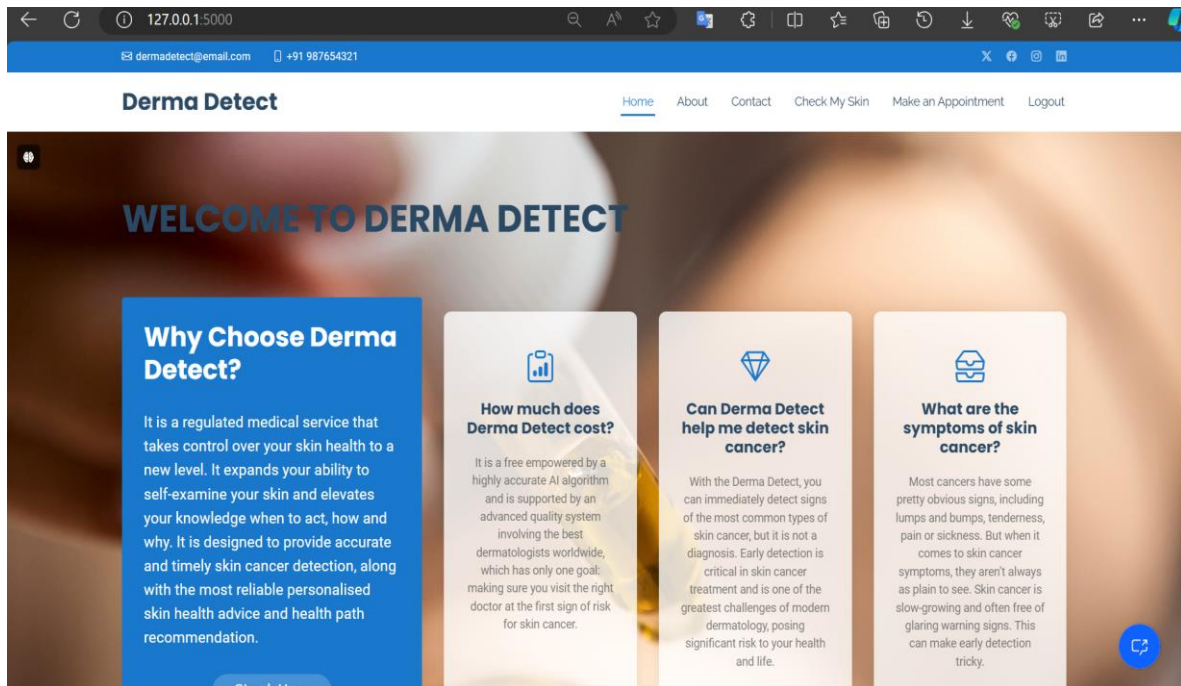 127.0.0.1:5000
dermadetect@email.com +91 987654321
Derma Detect
Home About Contact Check My Skin Make an Appointment Logout
WELCOME TO DERMA DETECT
Why Choose Derma
Detect?
It is a regulated medical service that
takes control over your skin health to a
new level. It expands your ability to
self-examine your skin and elevates
your knowledge when to act, how and
why. It is designed to provide accurate
and timely skin cancer detection, along
with the most reliable personalised
skin health advice and health path
recommendation.
How much does
Derma Detect cost?
It is a free empowered by a
highly accurate AI algorithm
and is supported by an
advanced quality system
involving the best
dermatologists worldwide,
which has only one goal:
making sure you visit the right
doctor at the first sign of risk
for skin cancer.
Can Derma Detect
help me detect skin
cancer?
With the Derma Detect, you
can immediately detect signs
of the most common types of
skin cancer, but it is not a
diagnosis. Early detection is
critical in skin cancer
treatment and is one of the
greatest challenges of modern
dermatology, posing
significant risk to your health
and life.
What are the
symptoms of skin
cancer?
Most cancers have some
pretty obvious signs, including
lumps and bumps, tenderness,
pain or sickness. But when it
comes to skin cancer
symptoms, they aren't always
as plain to see. Skin cancer is
slow-growing and often free of
glaring warning signs. This
can make early detection
tricky.